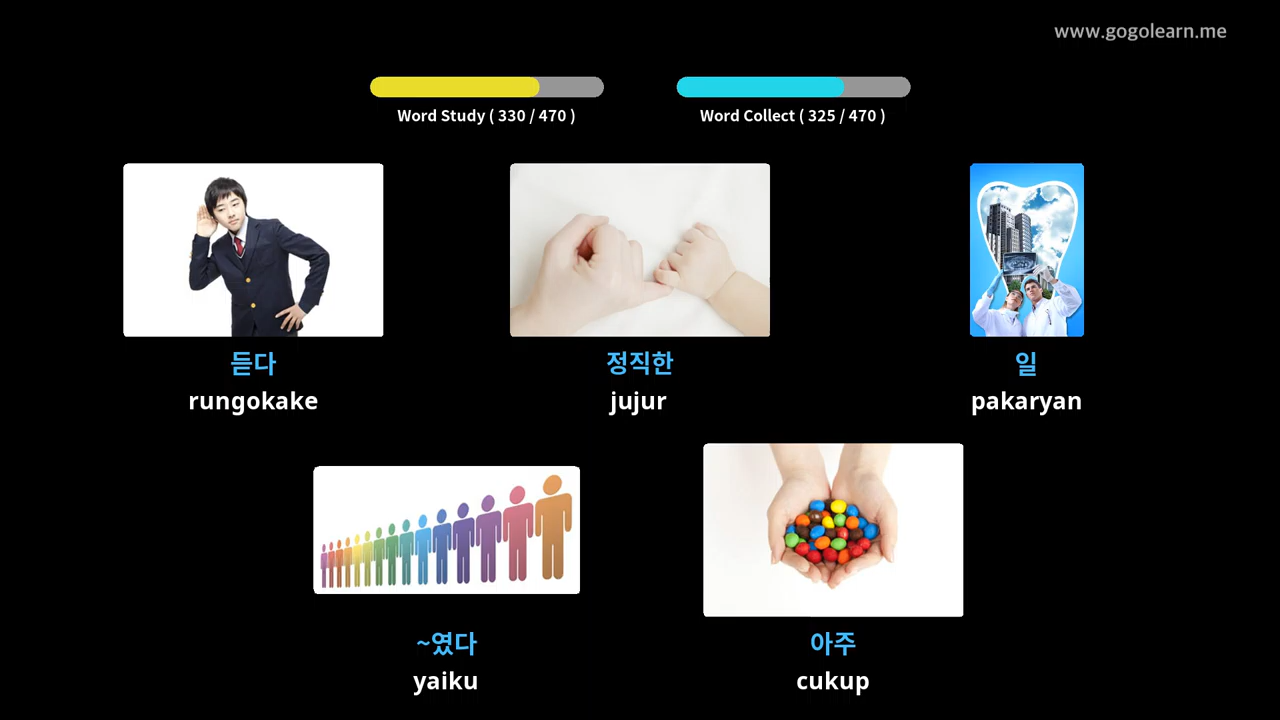 www.gogolearn.me
Word Study ( 330 / 470 )
Word Collect ( 325 / 470 )
듣다
rungokake
정직한
jujur
일
pakaryan
~였다
yaiku
아주
cukup